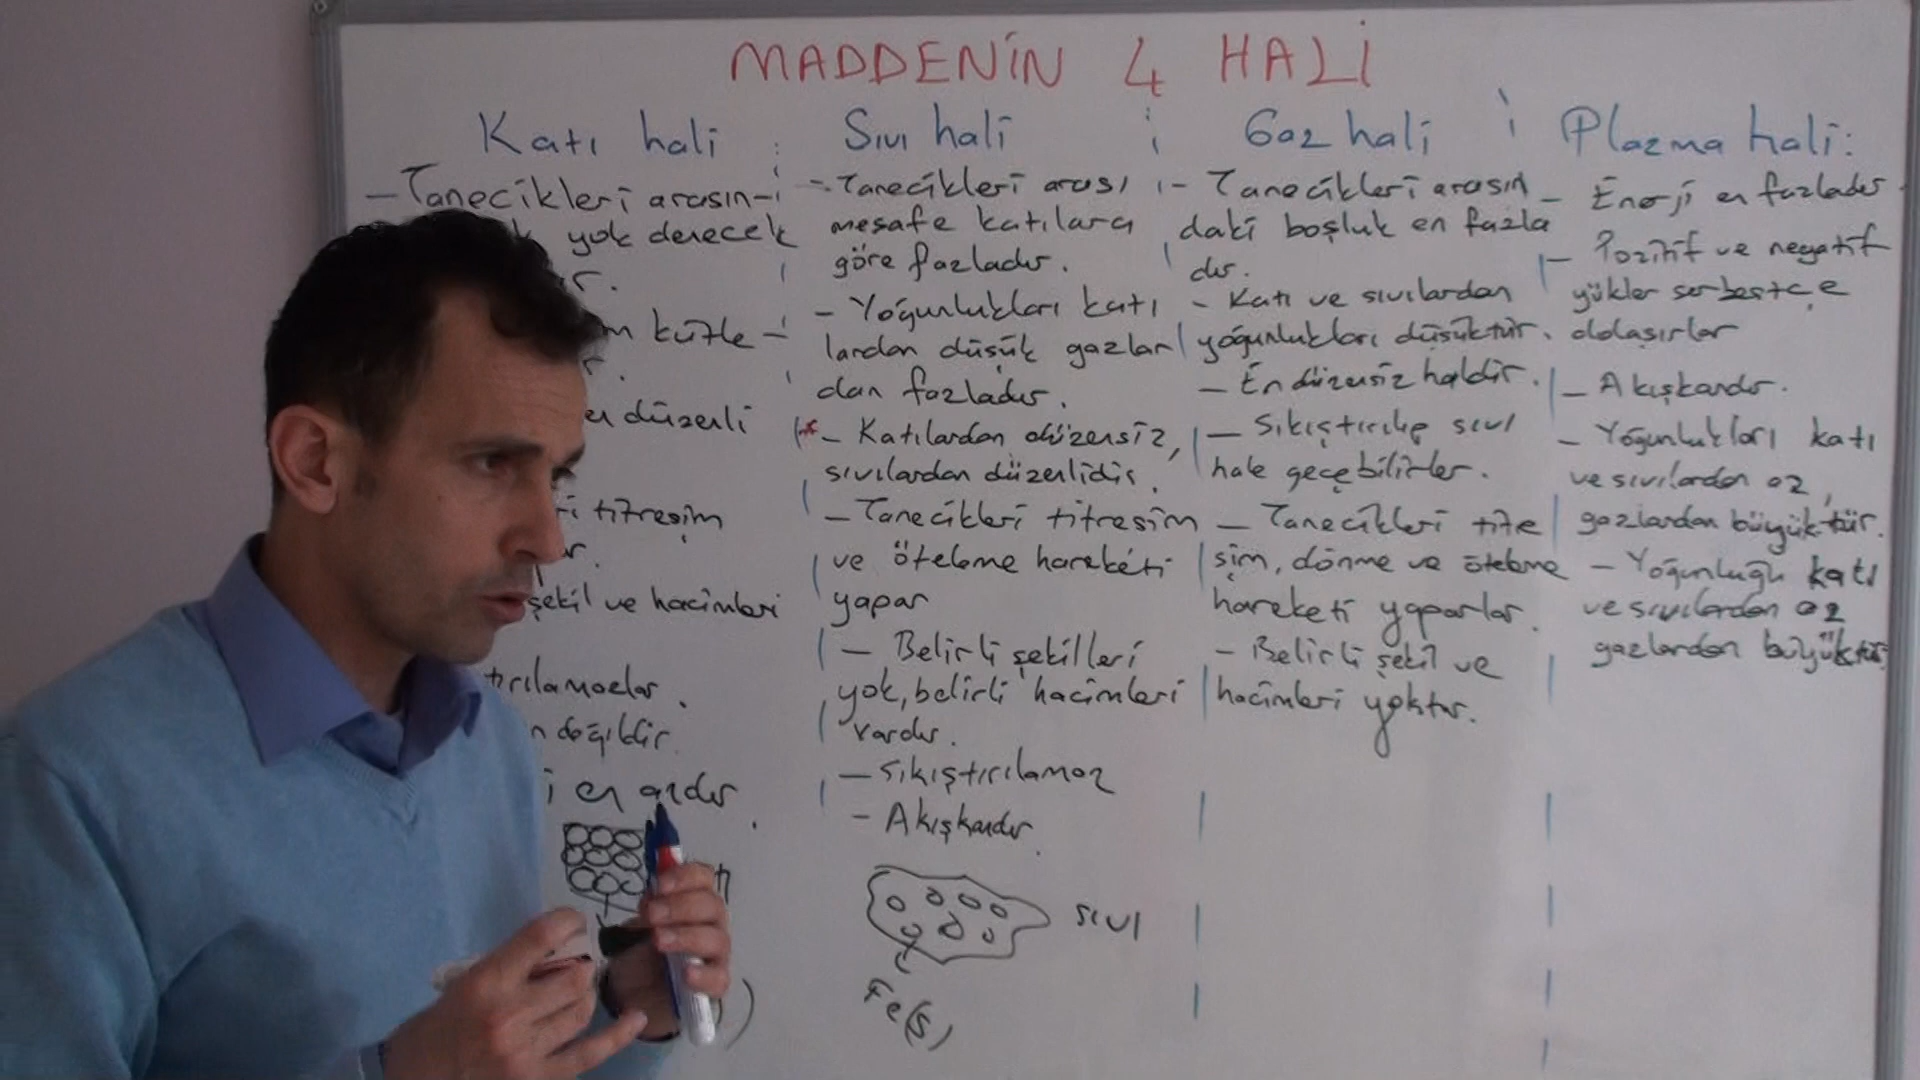 MADDENİN 4 HALİ
Katı hali
- Tanecikleri arasın-
yok denecek
kütle-
düzenli
titreşim
şekil ve hacimleri
değildir
en azdır.
Sıvı hali
- Tanecikleri arası
mesafe katılara
göre fazladır.
- Yoğunlukları katı
lardan düşük gazlar
dan fazladır.
*- Katılardan düzensiz,
sıvılardan düzenlidir.
- Tanecikleri titreşim
ve öteleme hareketi
yapar
- Belirli şekilleri
yok, belirli hacimleri
vardır.
- Sıkıştırılamaz
- Akışkandır.
sıvı
Fe(s)
Gaz hali
- Tanecikleri arasın
daki boşluk en fazla
dır.
- Katı ve sıvılardan
yoğunlukları düşüktür.
- En düzensiz haldir.
- Sıkıştırılıp sıvı
hale geçebilirler.
- Tanecikleri titre
şim, dönme ve öteleme
hareketi yaparlar.
- Belirli şekil ve
hacimleri yoktur.
Plazma hali:
- Enerji en fazladır.
- Pozitif ve negatif
yükler serbestçe
dolaşırlar
- Akışkandır.
- Yoğunlukları katı
ve sıvılardan az,
gazlardan büyüktür.
- Yoğunluğu katı
ve sıvılardan az
gazlardan büyüktür